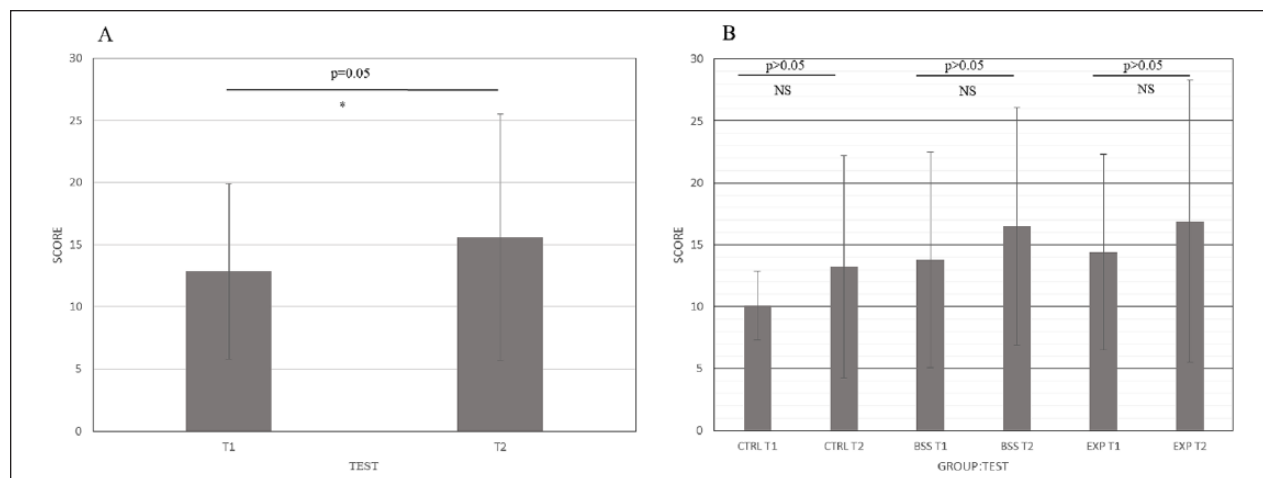 A
p=0.05
*
30
25
20
15
10
5
0
SCORE
T1
T2
TEST
B
p>0.05
NS
p>0.05
NS
p>0.05
NS
30
25
20
15
10
5
0
SCORE
CTRL T1
CTRL T2
BSS T1
BSS T2
EXP T1
EXP T2
GROUP:TEST